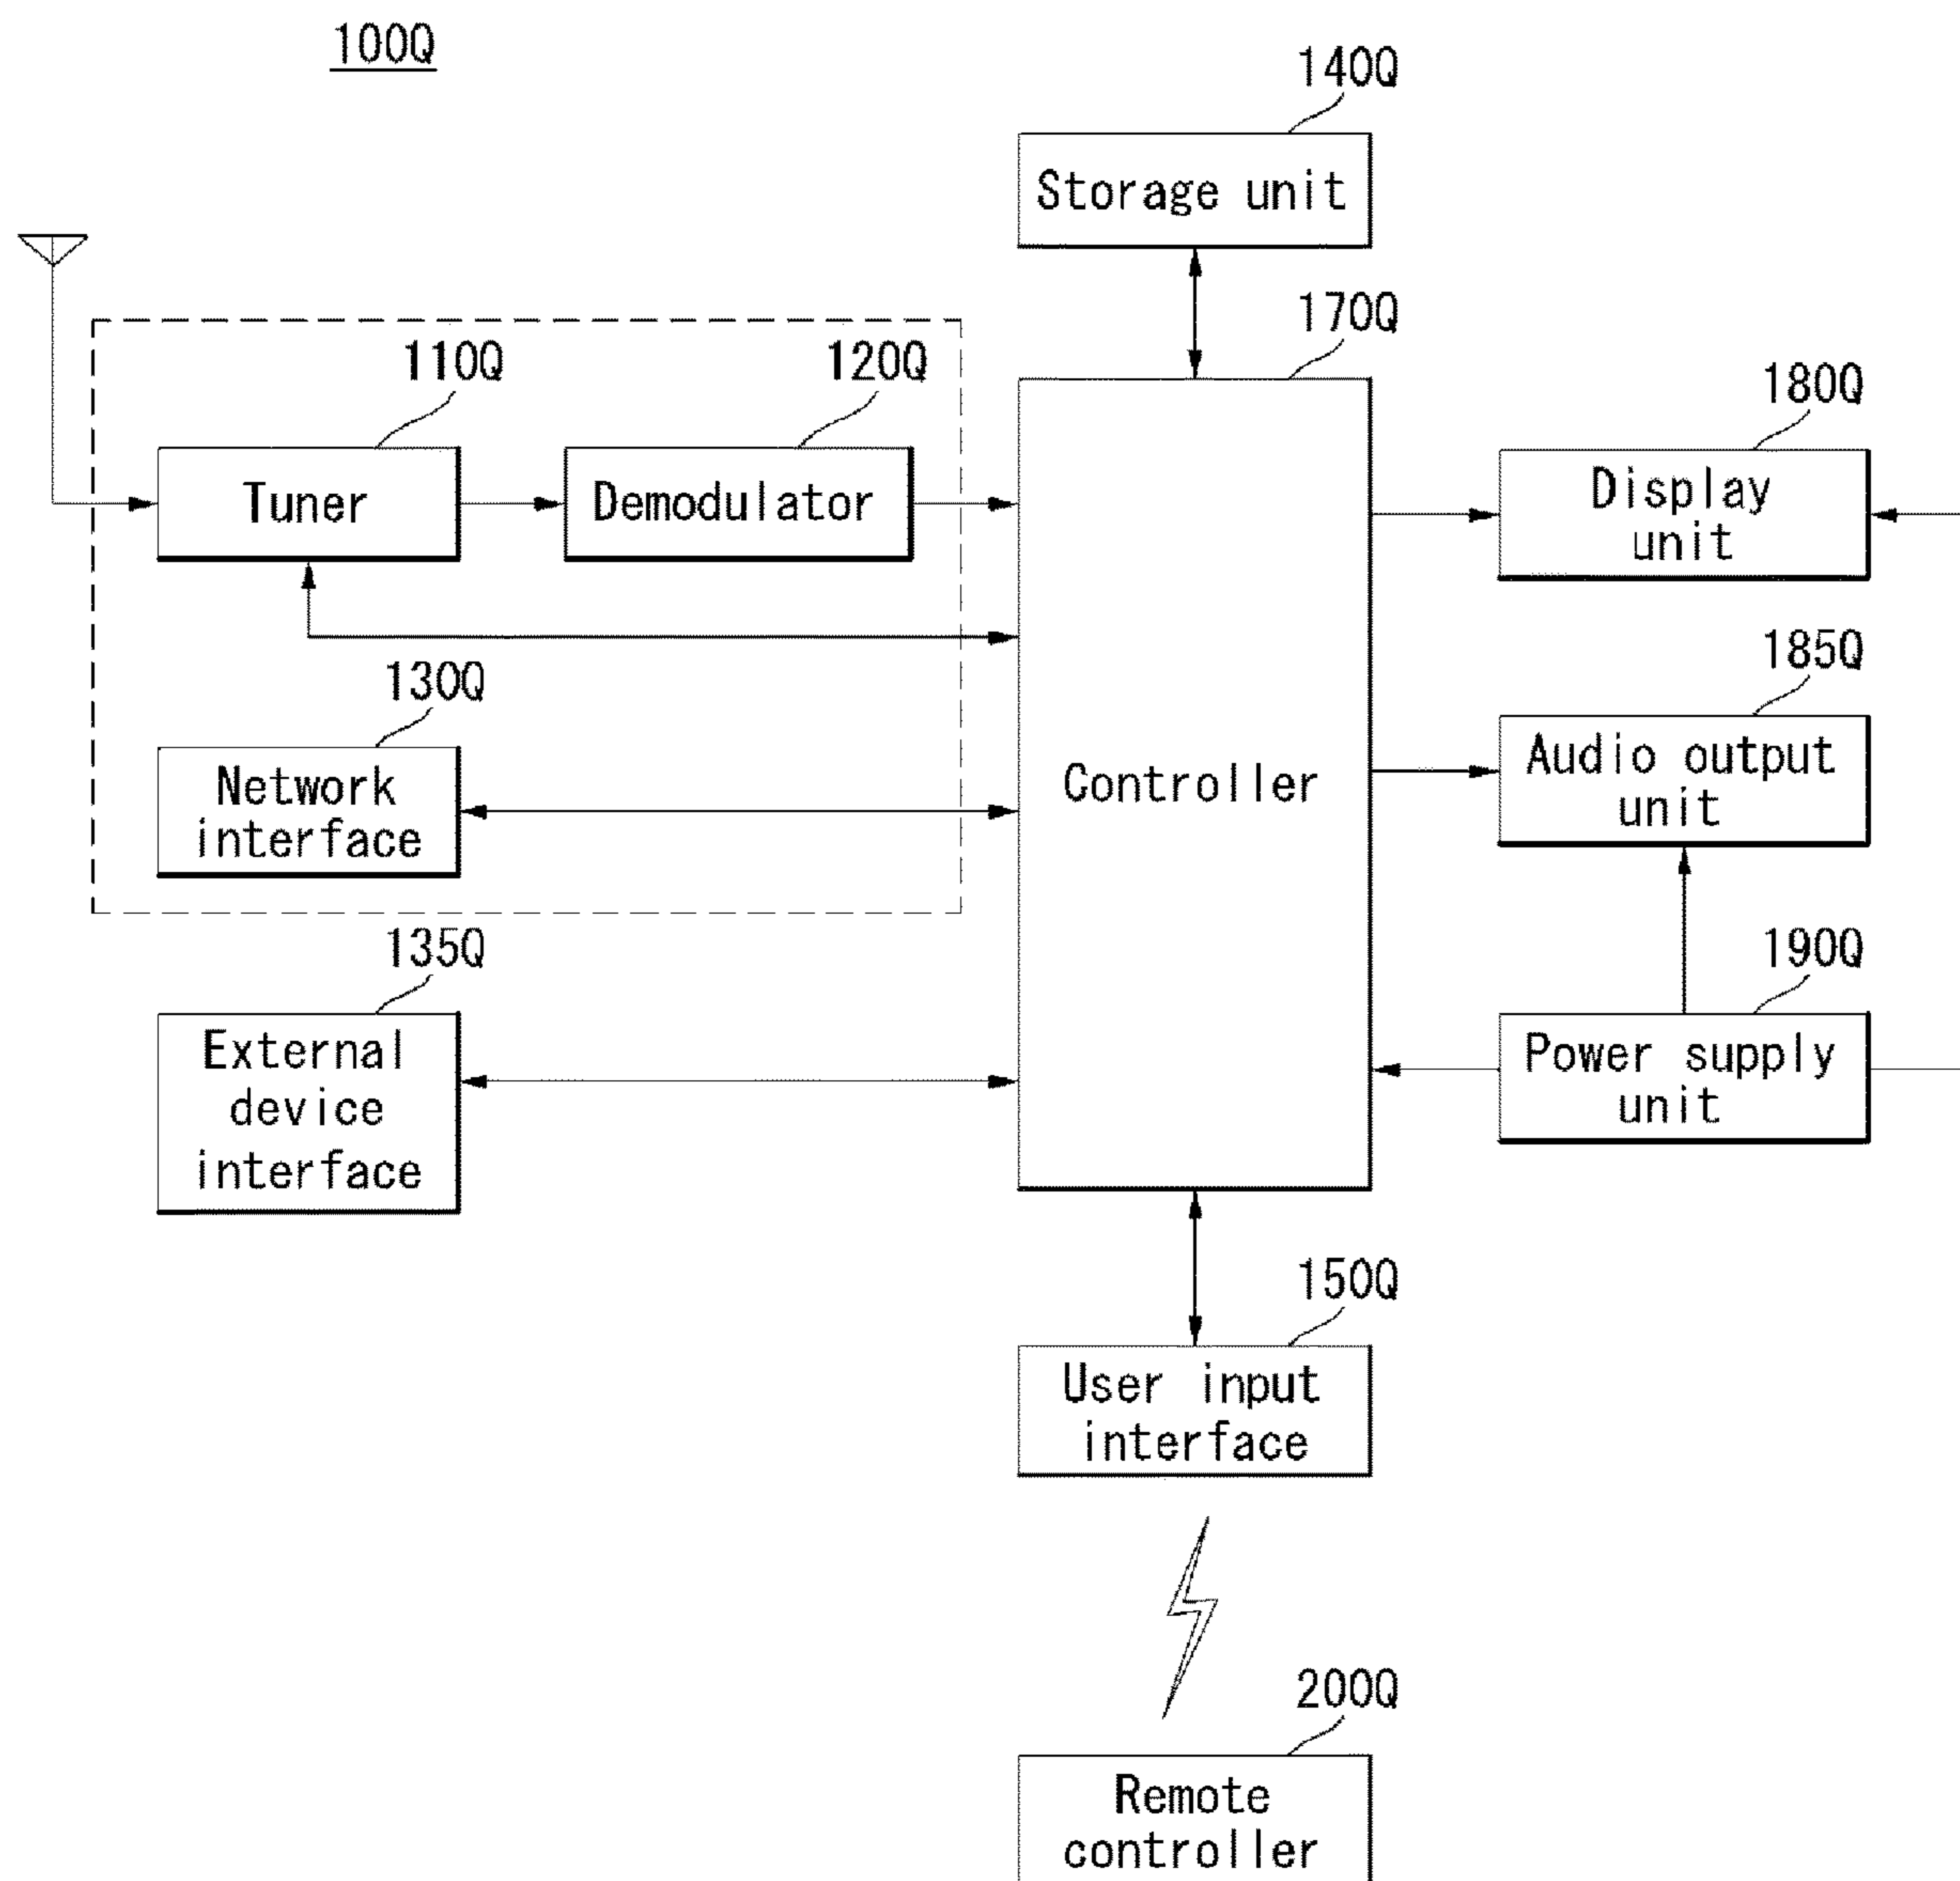 100Q
140Q
Storage unit
170Q
110Q
120Q
180Q
Tuner
Demodulator
Display
unit
130Q
185Q
Network
interface
Controller
Audio output
unit
135Q
190Q
External
device
interface
Power supply
unit
150Q
User input
interface
200Q
Remote
controller